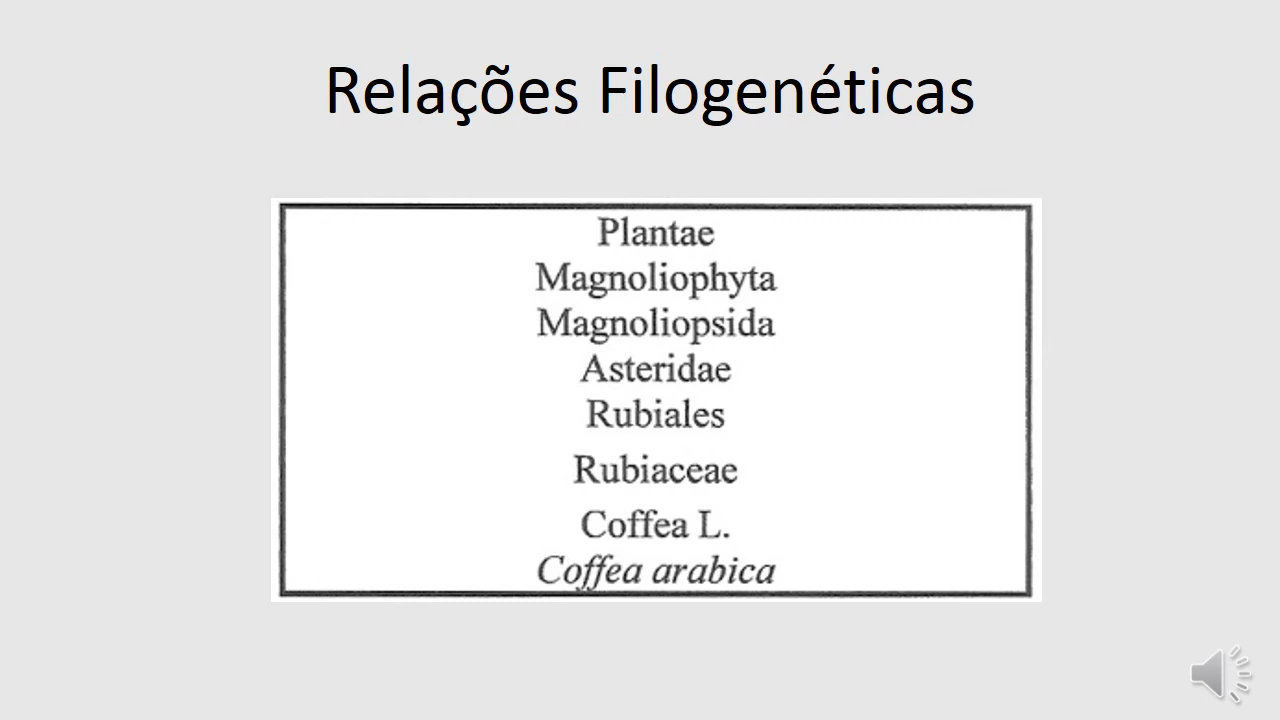 Relações Filogenéticas
Plantae
Magnoliophyta
Magnoliopsida
Asteridae
Rubiales
Rubiaceae
Coffea L.
Coffea arabica